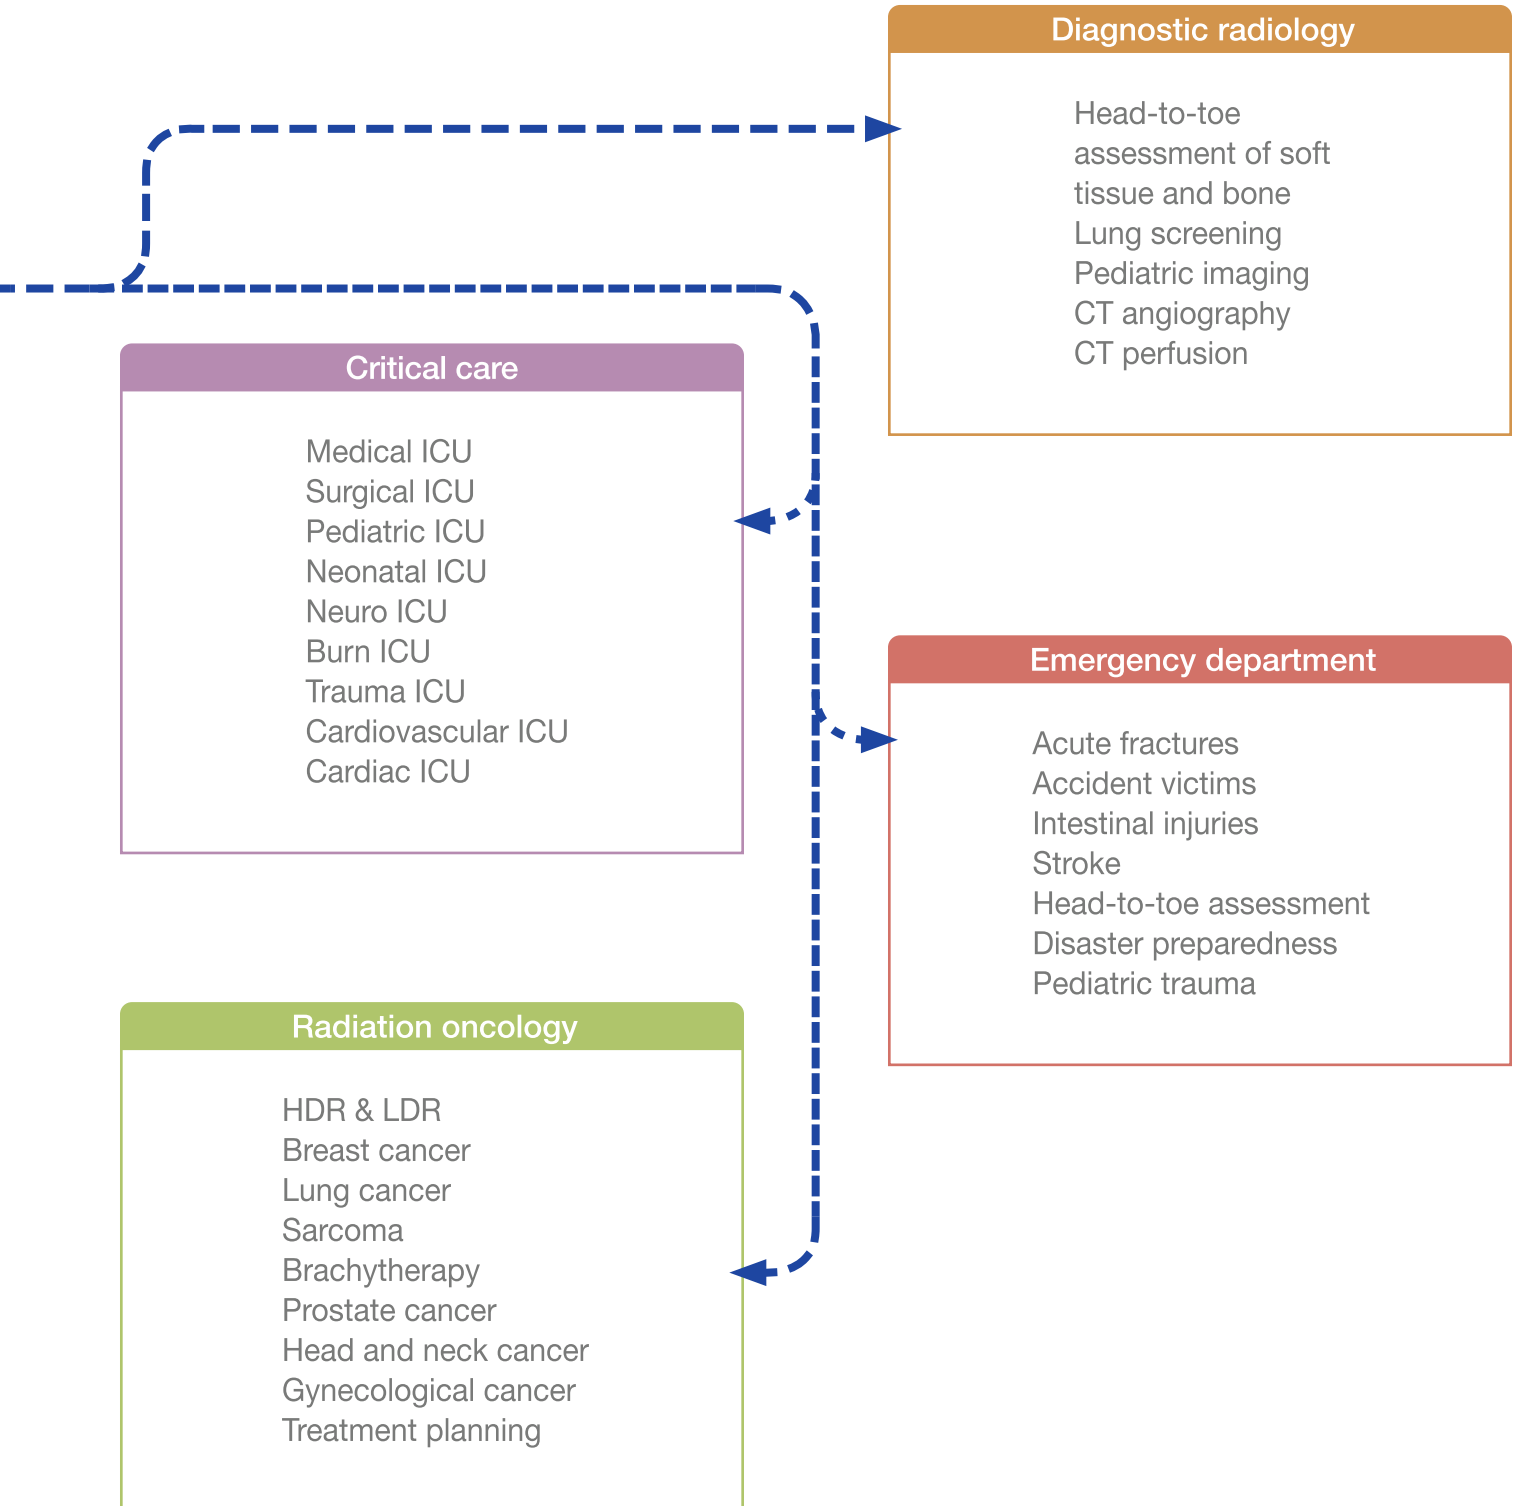 Diagnostic radiology
Head-to-toe
assessment of soft
tissue and bone
Lung screening
Pediatric imaging
CT angiography
CT perfusion
Critical care
Medical ICU
Surgical ICU
Pediatric ICU
Neonatal ICU
Neuro ICU
Burn ICU
Trauma ICU
Cardiovascular ICU
Cardiac ICU
Emergency department
Acute fractures
Accident victims
Intestinal injuries
Stroke
Head-to-toe assessment
Disaster preparedness
Pediatric trauma
Radiation oncology
HDR & LDR
Breast cancer
Lung cancer
Sarcoma
Brachytherapy
Prostate cancer
Head and neck cancer
Gynecological cancer
Treatment planning